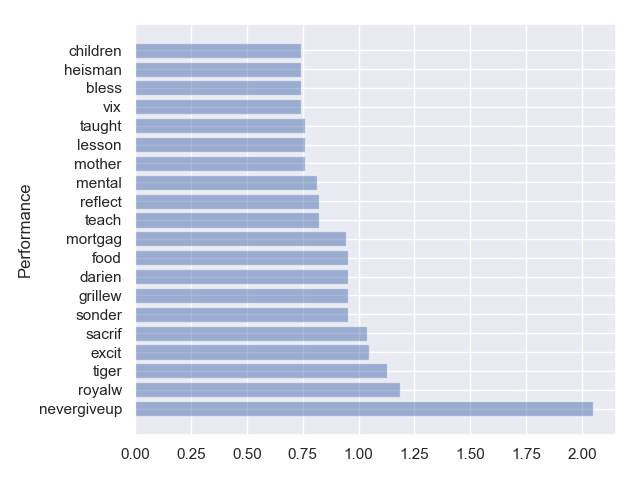 children
heisman
bless
vix
taught
lesson
mother
mental
reflect
teach
mortgag
food
darien
grillew
sonder
sacrif
excit
tiger
royalw
nevergiveup
Performance
0.00 0.25 0.50 0.75 1.00 1.25 1.50 1.75 2.00